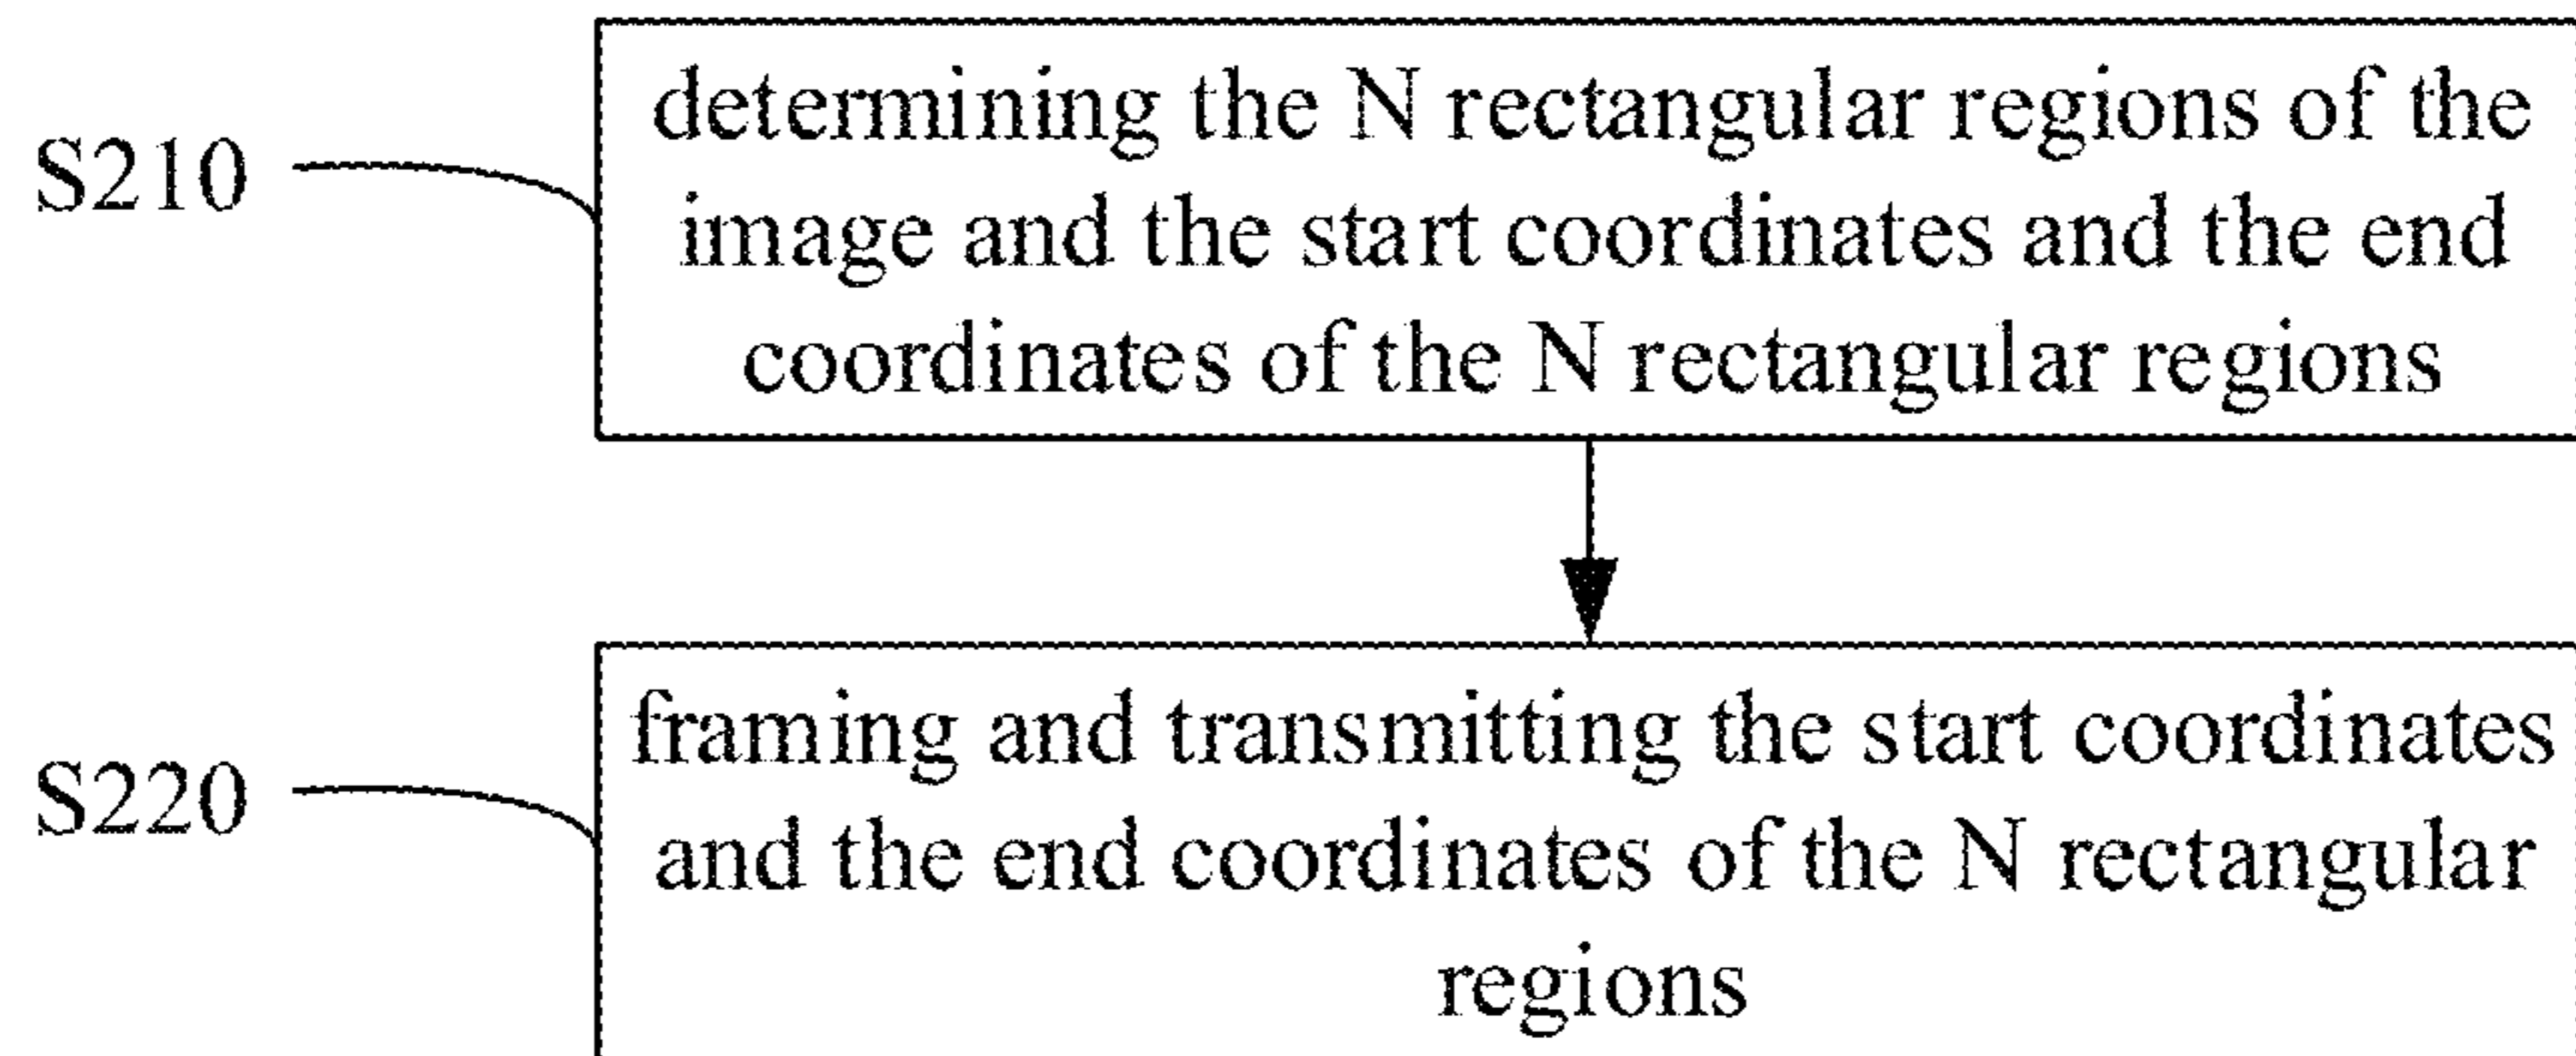 S210
determining the N rectangular regions of the
image and the start coordinates and the end
coordinates of the N rectangular regions
S220
framing and transmitting the start coordinates
and the end coordinates of the N rectangular
regions